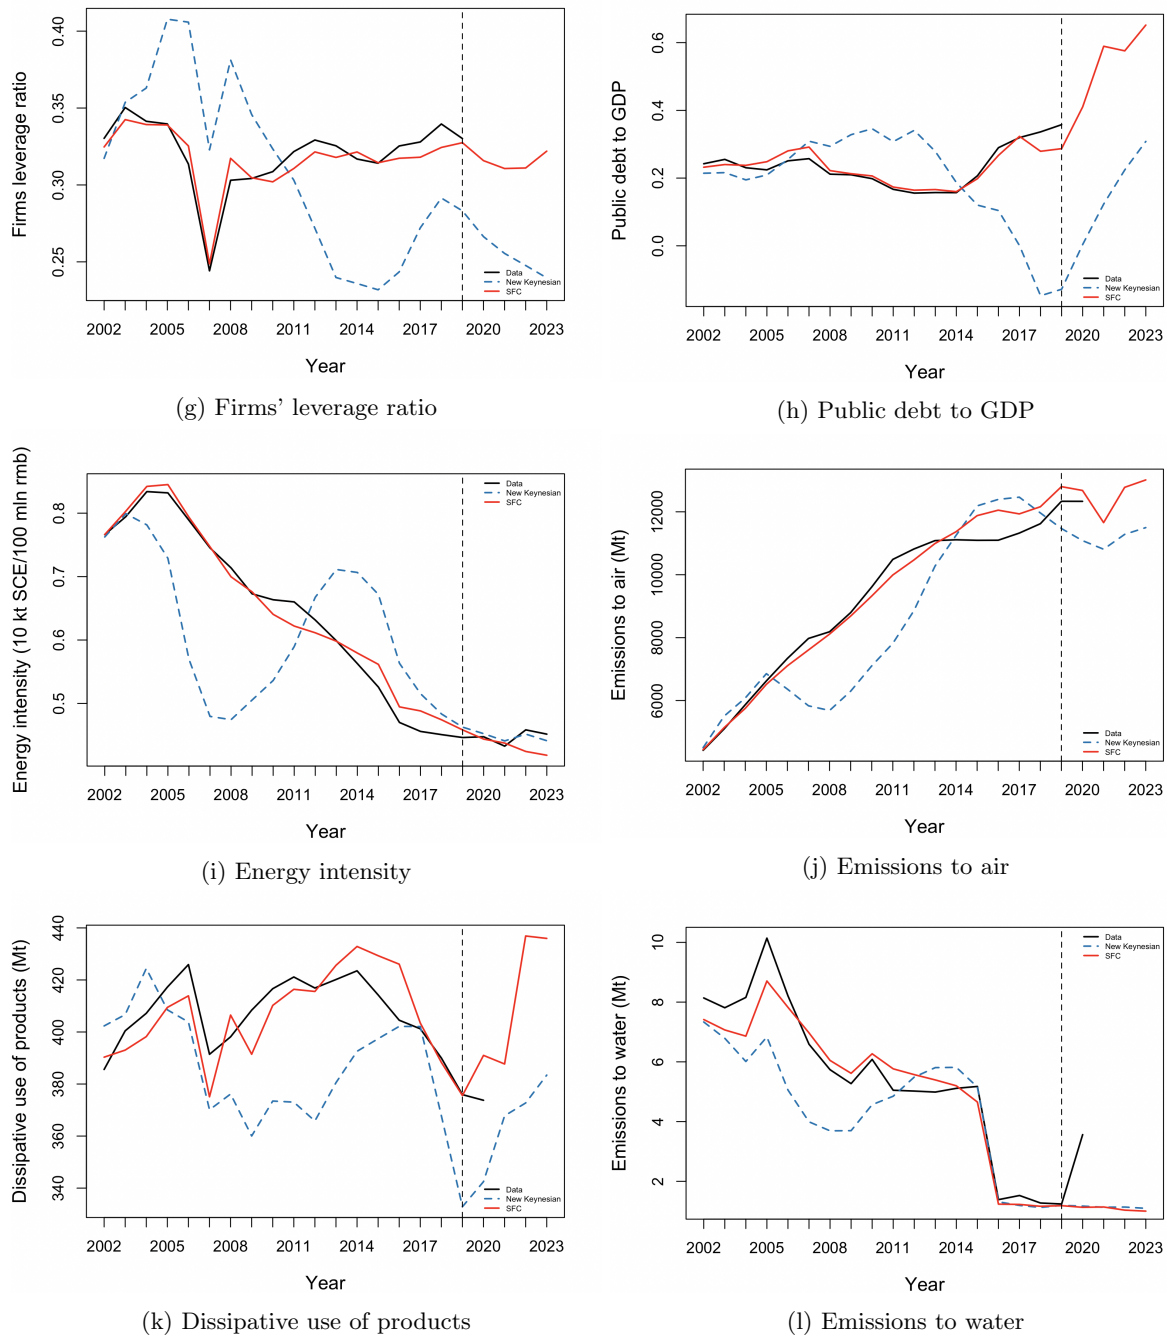 Firms leverage ratio
0.40
0.35
0.30
0.25
Data
New Keynesian
SFC
2002 2005 2008 2011 2014 2017 2020 2023
Year
(g) Firms' leverage ratio
Public debt to GDP
0.6
0.4
0.2
0.0
Data
New Keynesian
SFC
2002 2005 2008 2011 2014 2017 2020 2023
Year
(h) Public debt to GDP
Energy intensity (10 kt SCE/100 mln rmb)
0.8
0.7
0.6
0.5
Data
New Keynesian
SFC
2002 2005 2008 2011 2014 2017 2020 2023
Year
(i) Energy intensity
Emissions to air (Mt)
12000
10000
8000
6000
Data
New Keynesian
SFC
2002 2005 2008 2011 2014 2017 2020 2023
Year
(j) Emissions to air
Dissipative use of products (Mt)
440
420
400
380
360
340
Data
New Keynesian
SFC
2002 2005 2008 2011 2014 2017 2020 2023
Year
(k) Dissipative use of products
Emissions to water (Mt)
10
8
6
4
2
Data
New Keynesian
SFC
2002 2005 2008 2011 2014 2017 2020 2023
Year
(l) Emissions to water